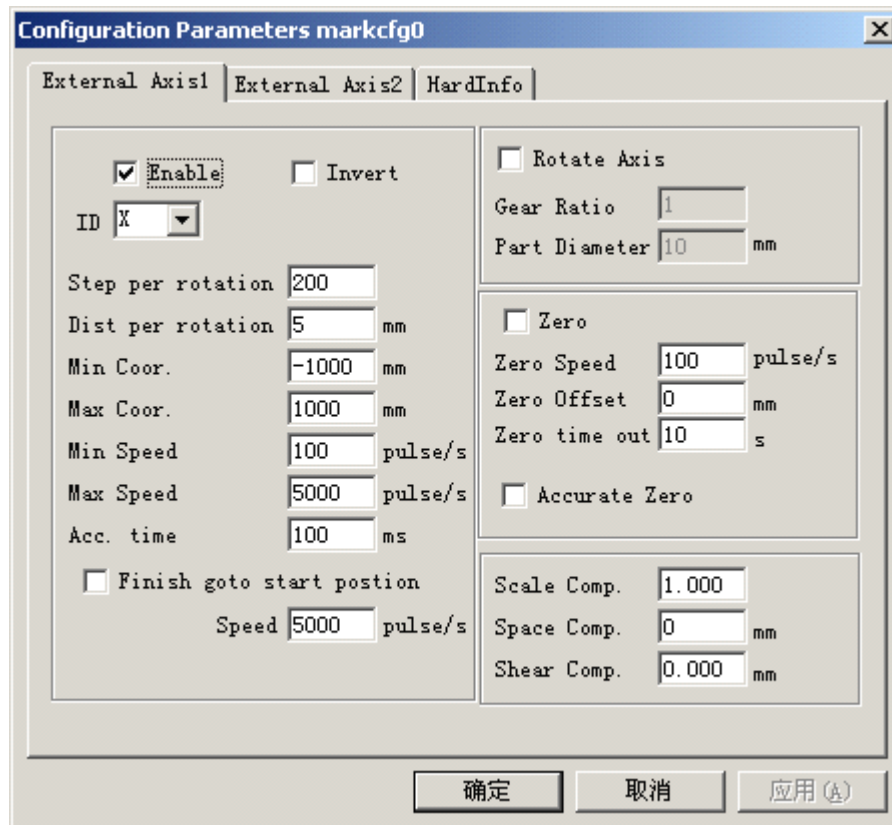 Configuration Parameters markcfg0
External Axis1 External Axis2 HardInfo
Enable Invert
ID X
Step per rotation 200
Dist per rotation 5 mm
Min Coor. -1000 mm
Max Coor. 1000 mm
Min Speed 100 pulse/s
Max Speed 5000 pulse/s
Acc. time 100 ms
Finish goto start postion
Speed 5000 pulse/s
Rotate Axis
Gear Ratio 1
Part Diameter 10 mm
Zero
Zero Speed 100 pulse/s
Zero Offset 0 mm
Zero time out 10 s
Accurate Zero
Scale Comp. 1.000
Space Comp. 0 mm
Shear Comp. 0.000 mm
确定 取消 应用(A)